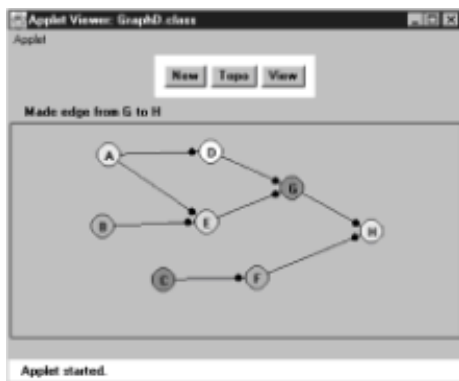 Applet Viewer: GraphD.class
Applet
New Topo View
Made edge from G to H
A D
G
B E H
C F
Applet started.